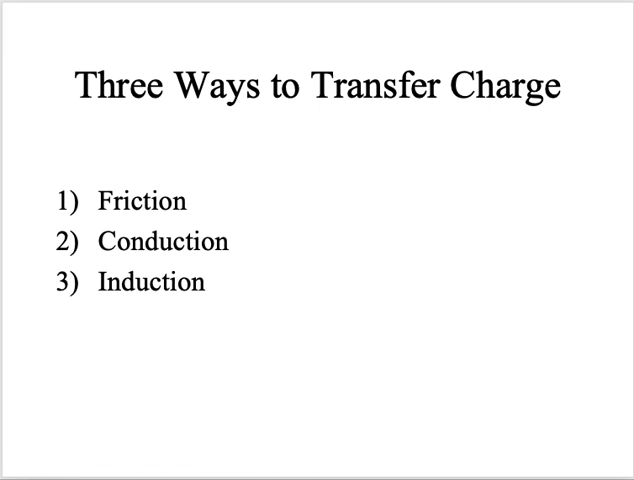 Three Ways to Transfer Charge
1) Friction
2) Conduction
3) Induction